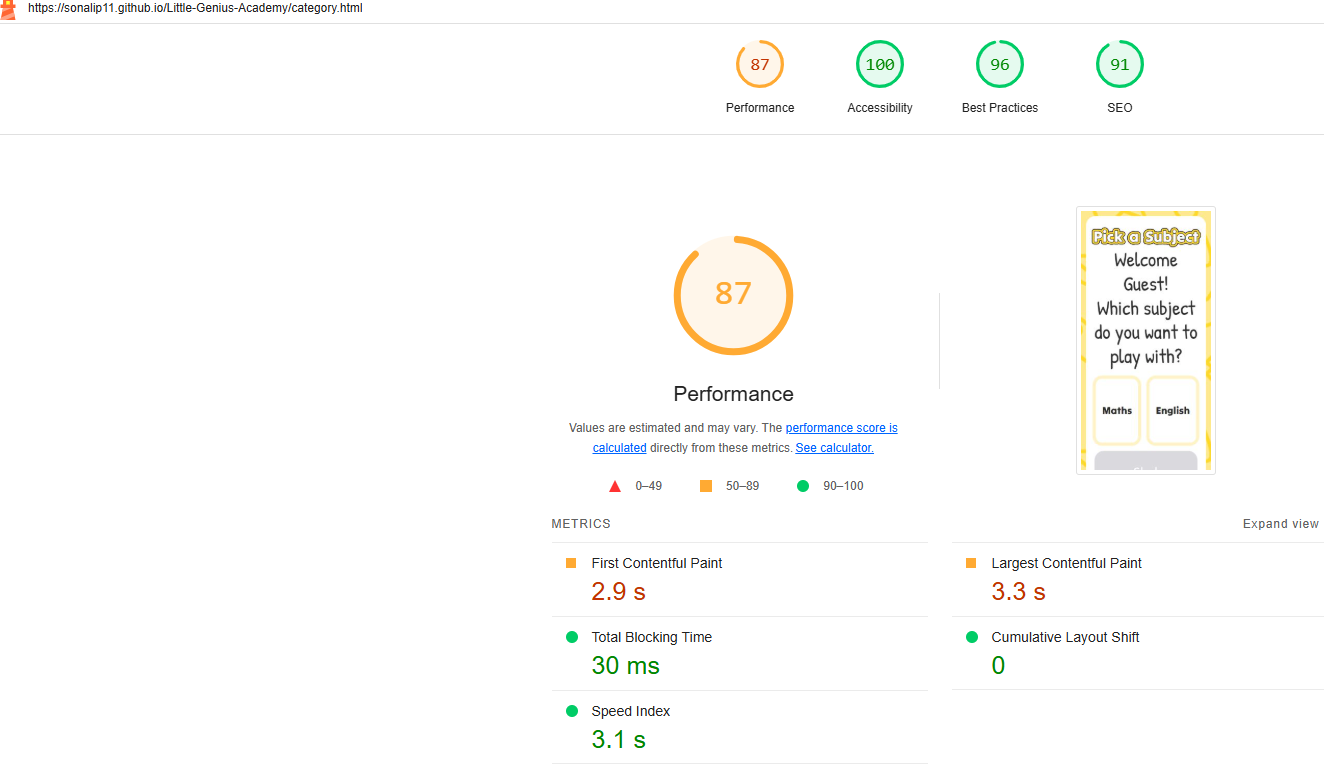 https://sonalip11.github.io/Little-Genius-Academy/category.html
87
100
96
91
Performance
Accessibility
Best Practices
SEO
87
Performance
Values are estimated and may vary. The performance score is
calculated directly from these metrics. See calculator.
0–49
50–89
90–100
Pick a Subject
Welcome
Guest!
Which subject
do you want to
play with?
Maths
English
METRICS
Expand view
First Contentful Paint
2.9 s
Largest Contentful Paint
3.3 s
Total Blocking Time
30 ms
Cumulative Layout Shift
0
Speed Index
3.1 s